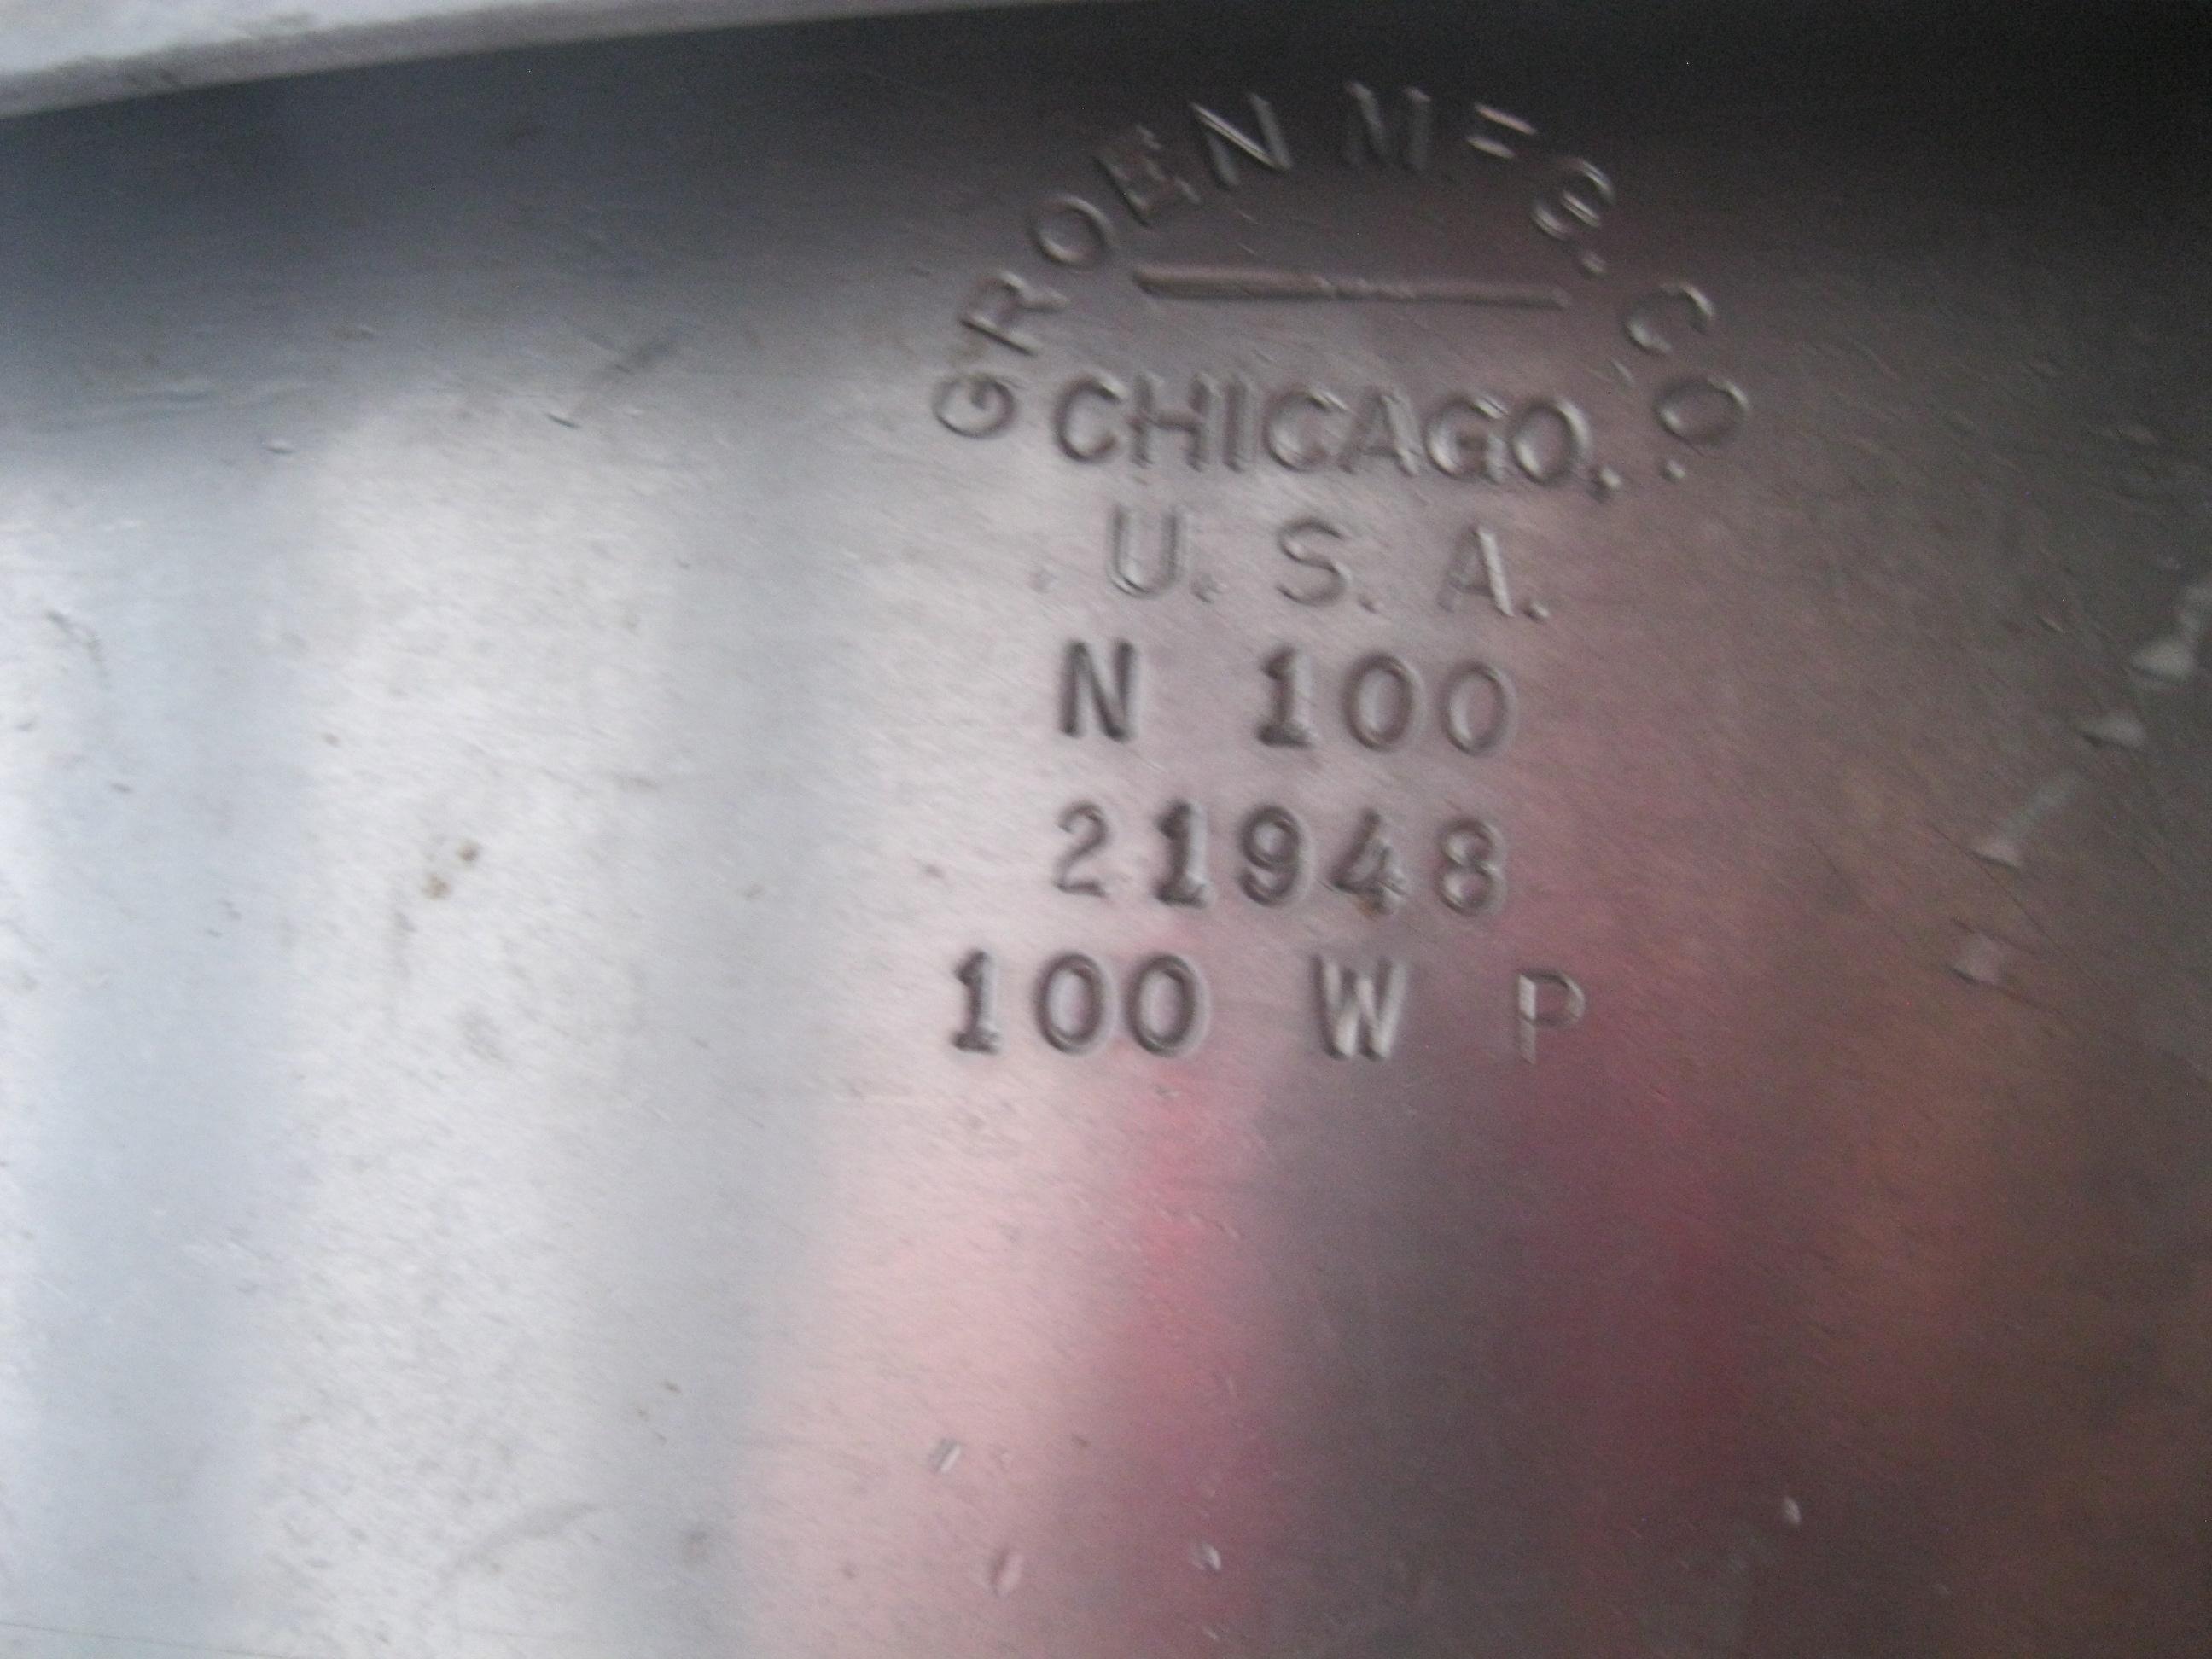 GROEN MFG. CO.
CHICAGO,
U. S. A.
N 100
21948
100 W P